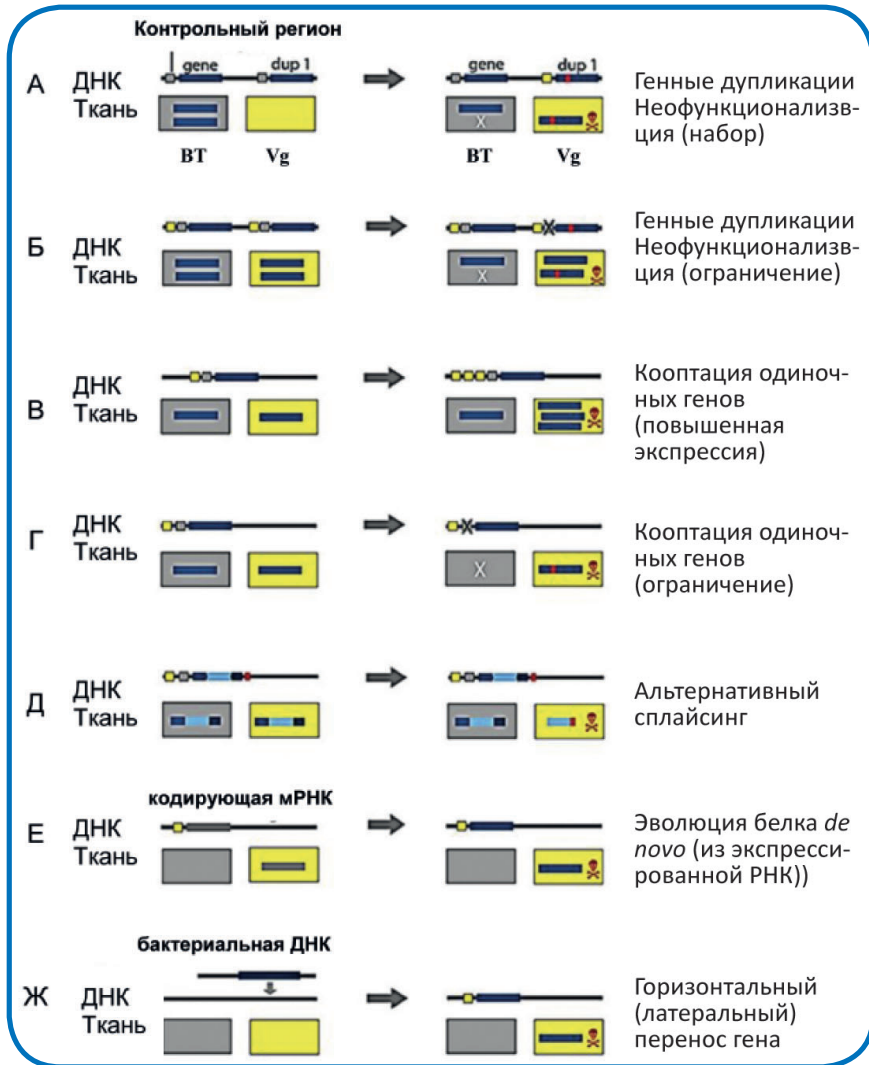 Контрольный регион
gene dup 1 gene
А ДНК Генные дупликации
Ткань Неофункционализв-
ция (набор)
X
ВТ Vg ВТ Vg
Генные дупликации
Б ДНК Неофункционализв-
Ткань ция (ограничение)
X
X
Кооптация одиноч-
ДНК ных генов
В Ткань (повышенная
экспрессия)
ДНК Кооптация одиноч-
Г Ткань ных генов
X
X
(ограничение)
ДНК Альтернативный
Д Ткань сплайсинг
кодирующая мРНК
Е ДНК Эволюция белка de
Ткань novo (из экспресси-
рованной РНК))
бактериальная ДНК
Ж ДНК Горизонтальный
Ткань (латеральный)
перенос гена
dup 1